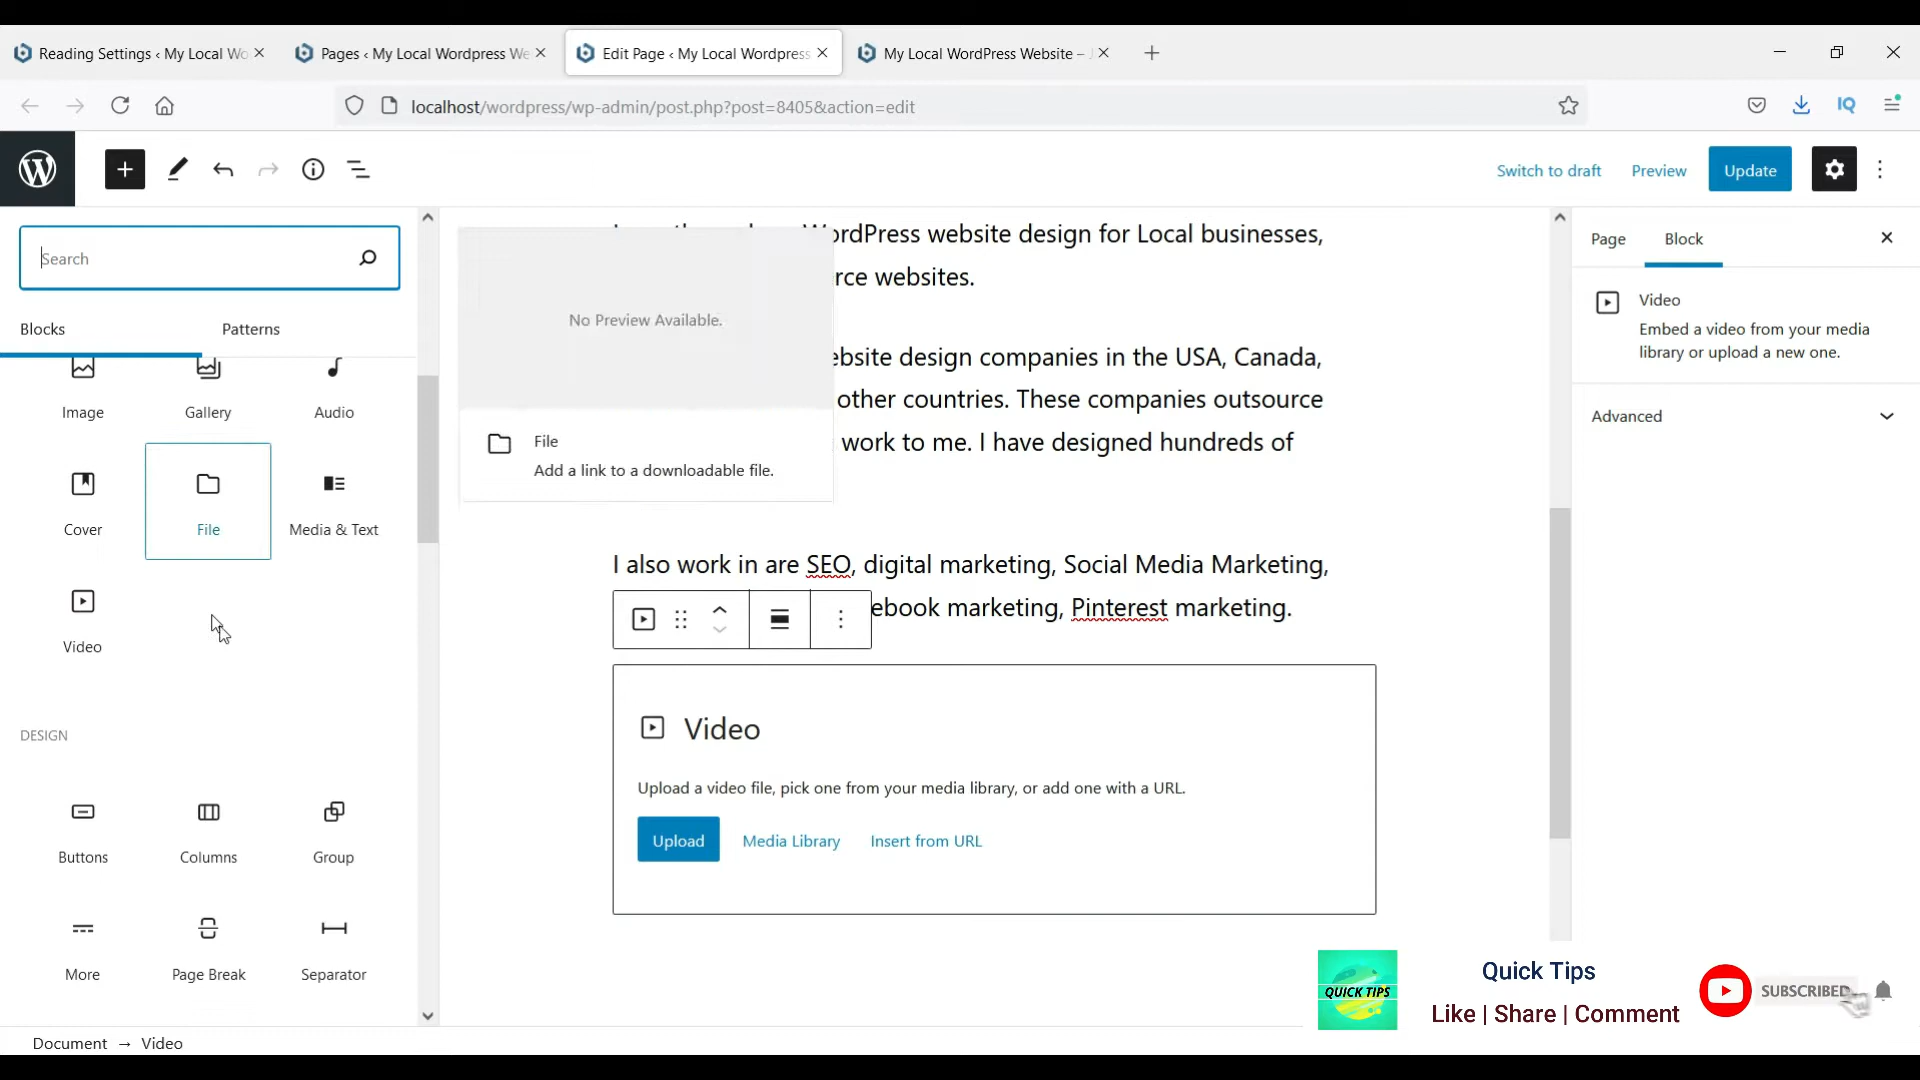 Reading Settings ‹ My Local Wo
Pages ‹ My Local Wordpress We
Edit Page ‹ My Local Wordpress
My Local WordPress Website –
localhost/wordpress/wp-admin/post.php?post=8405&action=edit
IQ
Switch to draft
Preview
Update
Search
Blocks
Patterns
Image
Gallery
Audio
Cover
File
Media & Text
Video
DESIGN
Buttons
Columns
Group
More
Page Break
Separator
No Preview Available.
File
Add a link to a downloadable file.
WordPress website design for Local businesses,
rce websites.
ebsite design companies in the USA, Canada,
other countries. These companies outsource
work to me. I have designed hundreds of
I also work in are SEO, digital marketing, Social Media Marketing,
ebook marketing, Pinterest marketing.
Video
Upload a video file, pick one from your media library, or add one with a URL.
Upload
Media Library
Insert from URL
Page
Block
Video
Embed a video from your media
library or upload a new one.
Advanced
QUICK TIPS
Quick Tips
Like | Share | Comment
SUBSCRIBED
Document → Video